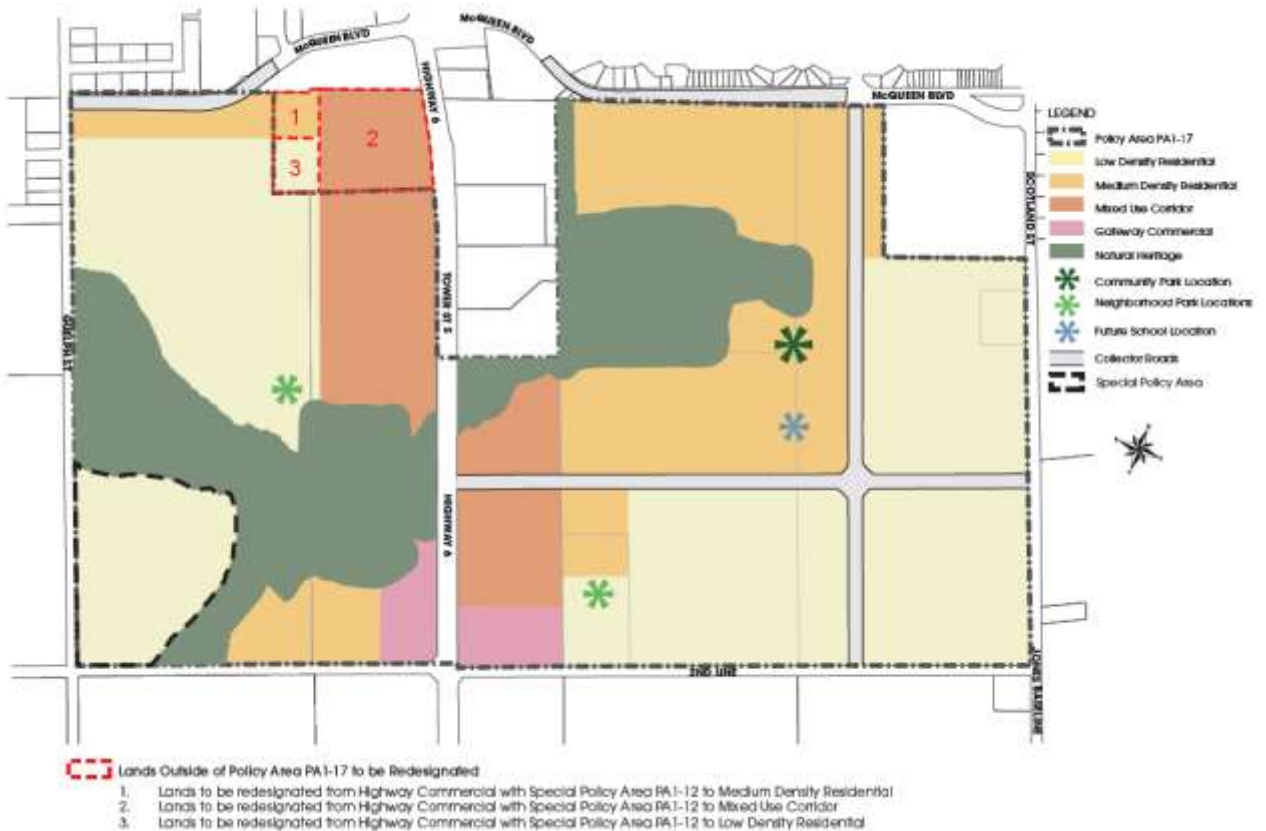 McQUEEN BLVD
McQUEEN BLVD
McQUEEN BLVD
HIGHWAY 6
1
2
3
LEGEND
Policy Area PA1-17
Low Density Residential
Medium Density Residential
Mixed Use Corridor
Gateway Commercial
Natural Heritage
Community Park Location
Neighborhood Park Locations
Future School Location
Collector Roads
Special Policy Area
SCOTLAND ST
GUELPH ST
TOWER ST S
HIGHWAY 6
LINE ONE
JONES BASELINE
Lands Outside of Policy Area PA1-17 to be Redesignated
1. Lands to be redesignated from Highway Commercial with Special Policy Area PA1-12 to Medium Density Residential
2. Lands to be redesignated from Highway Commercial with Special Policy Area PA1-12 to Mixed Use Corridor
3. Lands to be redesignated from Highway Commercial with Special Policy Area PA1-12 to Low Density Residential